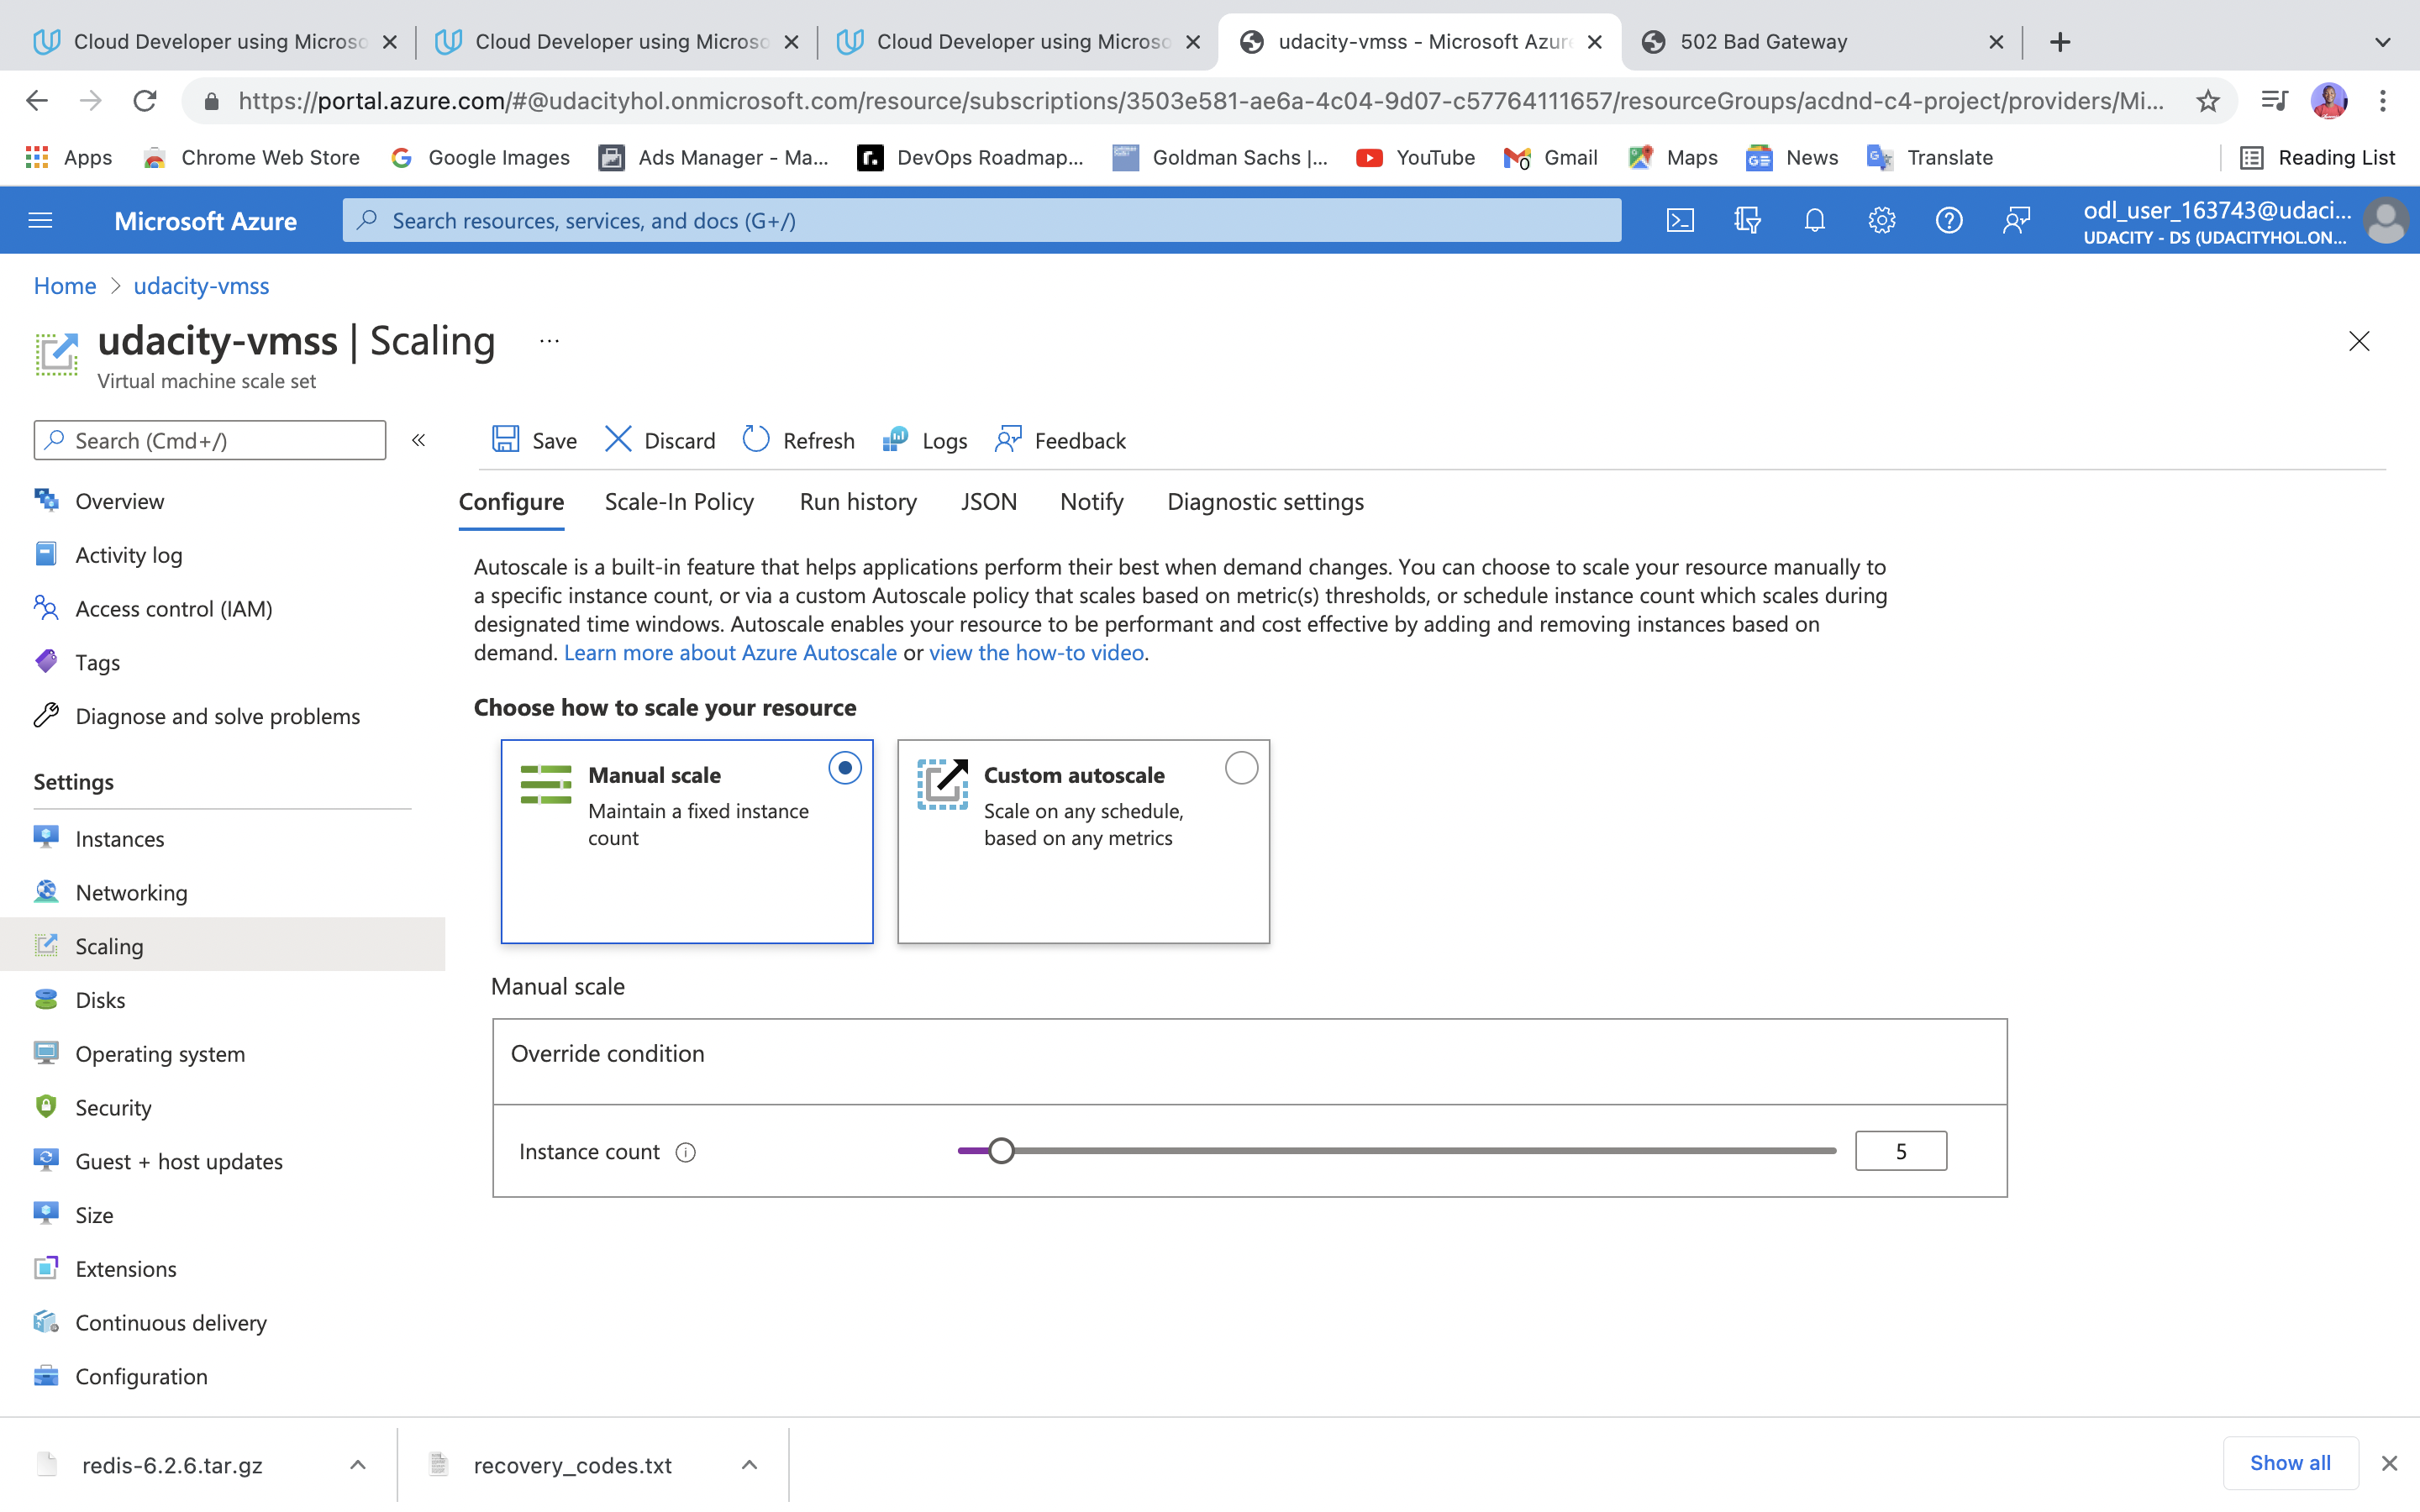 Cloud Developer using Microso
Cloud Developer using Microso
Cloud Developer using Microso
udacity-vmss - Microsoft Azure
502 Bad Gateway
https://portal.azure.com/#@udacityhol.onmicrosoft.com/resource/subscriptions/3503e581-ae6a-4c04-9d07-c57764111657/resourceGroups/acdnd-c4-project/providers/Mi...
Apps
Chrome Web Store
Google Images
Ads Manager - Ma...
DevOps Roadmap...
Goldman Sachs |...
YouTube
Gmail
Maps
News
Translate
Reading List
Microsoft Azure
Search resources, services, and docs (G+/)
odl_user_163743@udaci...
UDACITY - DS (UDACITYHOL.ON...
Home > udacity-vmss
udacity-vmss | Scaling ...
Virtual machine scale set
Search (Cmd+/)
«
Save
Discard
Refresh
Logs
Feedback
Overview
Activity log
Access control (IAM)
Tags
Diagnose and solve problems
Settings
Instances
Networking
Scaling
Disks
Operating system
Security
Guest + host updates
Size
Extensions
Continuous delivery
Configuration
Configure
Scale-In Policy
Run history
JSON
Notify
Diagnostic settings
Autoscale is a built-in feature that helps applications perform their best when demand changes. You can choose to scale your resource manually to
a specific instance count, or via a custom Autoscale policy that scales based on metric(s) thresholds, or schedule instance count which scales during
designated time windows. Autoscale enables your resource to be performant and cost effective by adding and removing instances based on
demand. Learn more about Azure Autoscale or view the how-to video.
Choose how to scale your resource
Manual scale
Maintain a fixed instance
count
Custom autoscale
Scale on any schedule,
based on any metrics
Manual scale
Override condition
Instance count
5
redis-6.2.6.tar.gz
recovery_codes.txt
Show all